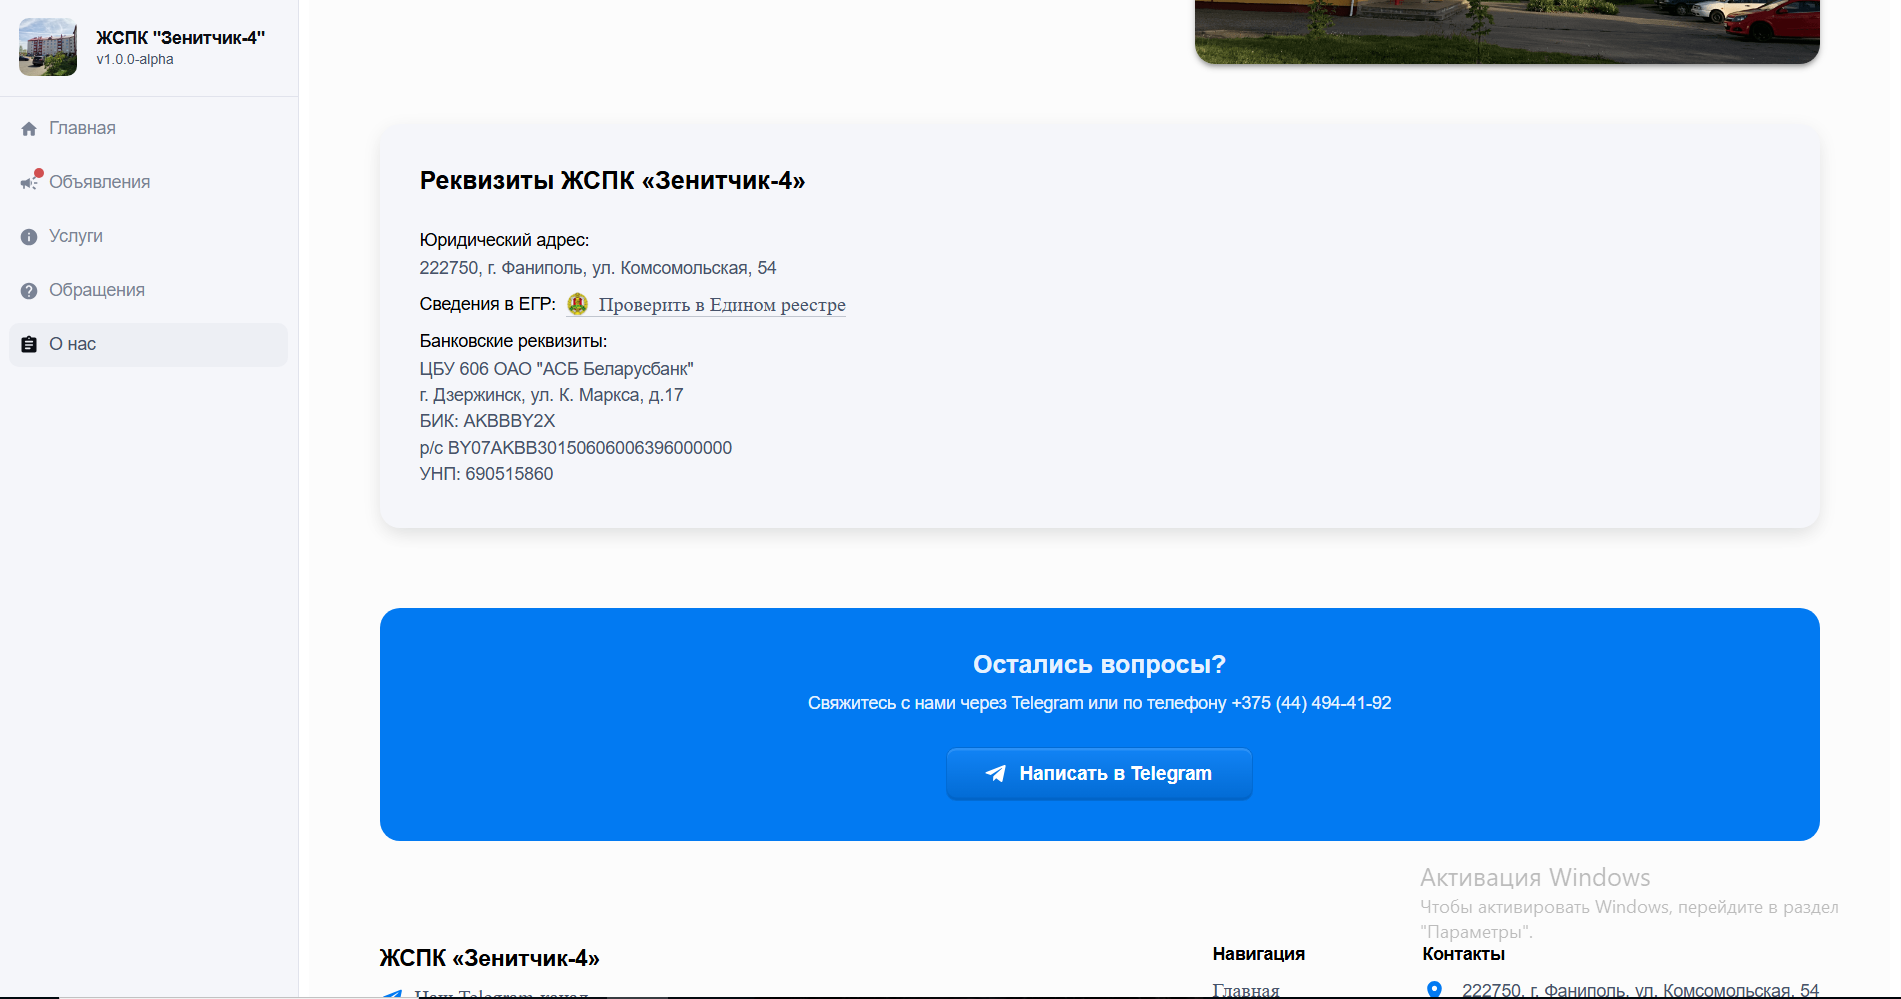 ЖСПК "Зенитчик-4"
v1.0.0-alpha
Главная
Объявления
Услуги
Обращения
О нас
Реквизиты ЖСПК «Зенитчик-4»
Юридический адрес:
222750, г. Фаниполь, ул. Комсомольская, 54
Сведения в ЕГР: Проверить в Едином реестре
Банковские реквизиты:
ЦБУ 606 ОАО "АСБ Беларусбанк"
г. Дзержинск, ул. К. Маркса, д.17
БИК: AKBBBY2X
р/с BY07AKBB30150606006396000000
УНП: 690515860
Остались вопросы?
Свяжитесь с нами через Telegram или по телефону +375 (44) 494-41-92
Написать в Telegram
Активация Windows
Чтобы активировать Windows, перейдите в раздел
"Параметры".
ЖСПК «Зенитчик-4»
Наш Telegram-канал
Навигация
Главная
Контакты
222750, г. Фаниполь, ул. Комсомольская, 54